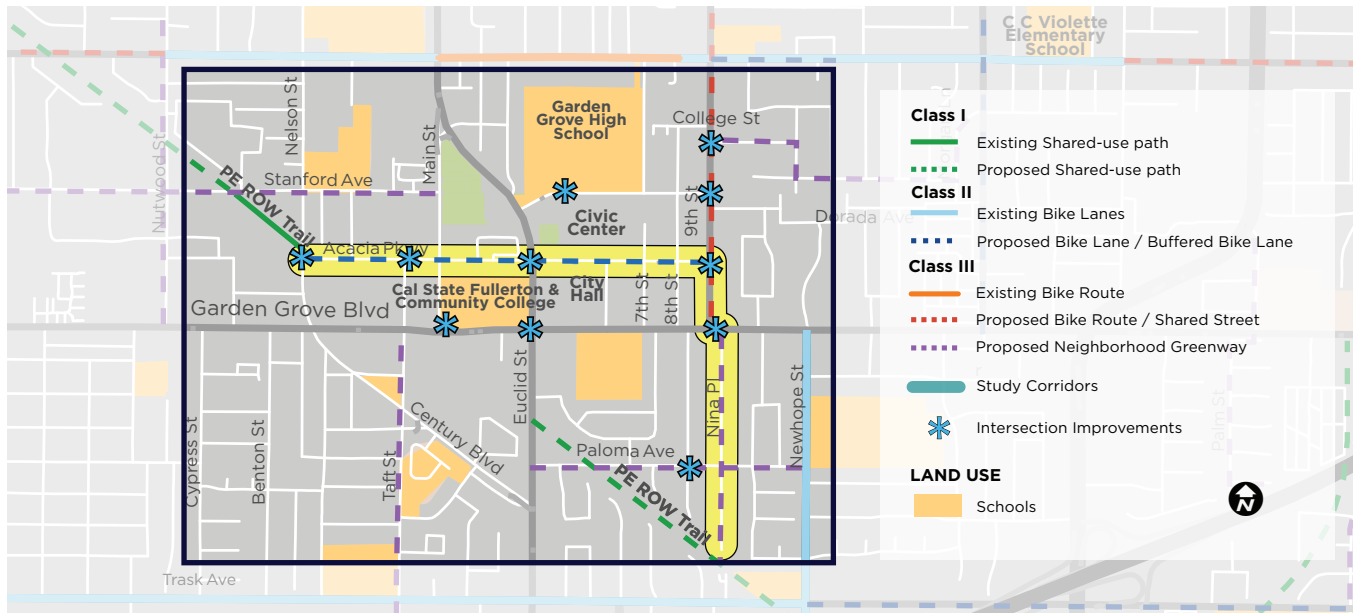 C C Violette
Elementary
School
Nutwood St
Nelson St
Main St
Garden
Grove High
School
College St
PE ROW Trail
Stanford Ave
9th St
Dorada Ave
Civic
Center
Acacia Pkwy
Cal State Fullerton &
Community College
City
Hall
7th St
8th St
Garden Grove Blvd
Euclid St
Nina Pl
Newhope St
Cypress St
Benton St
Taft St
Century Blvd
Paloma Ave
PE ROW Trail
Trask Ave
Palm St
Class I
Existing Shared-use path
Proposed Shared-use path
Class II
Existing Bike Lanes
Proposed Bike Lane / Buffered Bike Lane
Class III
Existing Bike Route
Proposed Bike Route / Shared Street
Proposed Neighborhood Greenway
Study Corridors
Intersection Improvements
LAND USE
Schools
N